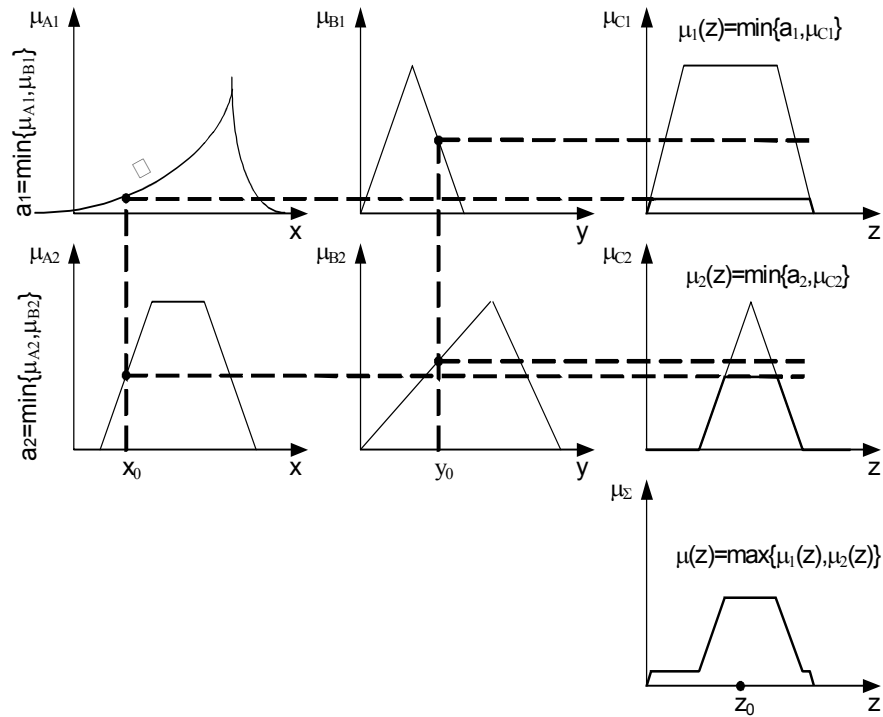 μA1
μB1
μC1
a1=min{μA1,μB1}
μ1(z)=min{a1,μC1}
x
y
z
μA2
μB2
μC2
a2=min{μA2,μB2}
μ2(z)=min{a2,μC2}
x0
x
y0
y
z
μΣ
μ(z)=max{μ1(z),μ2(z)}
z0
z